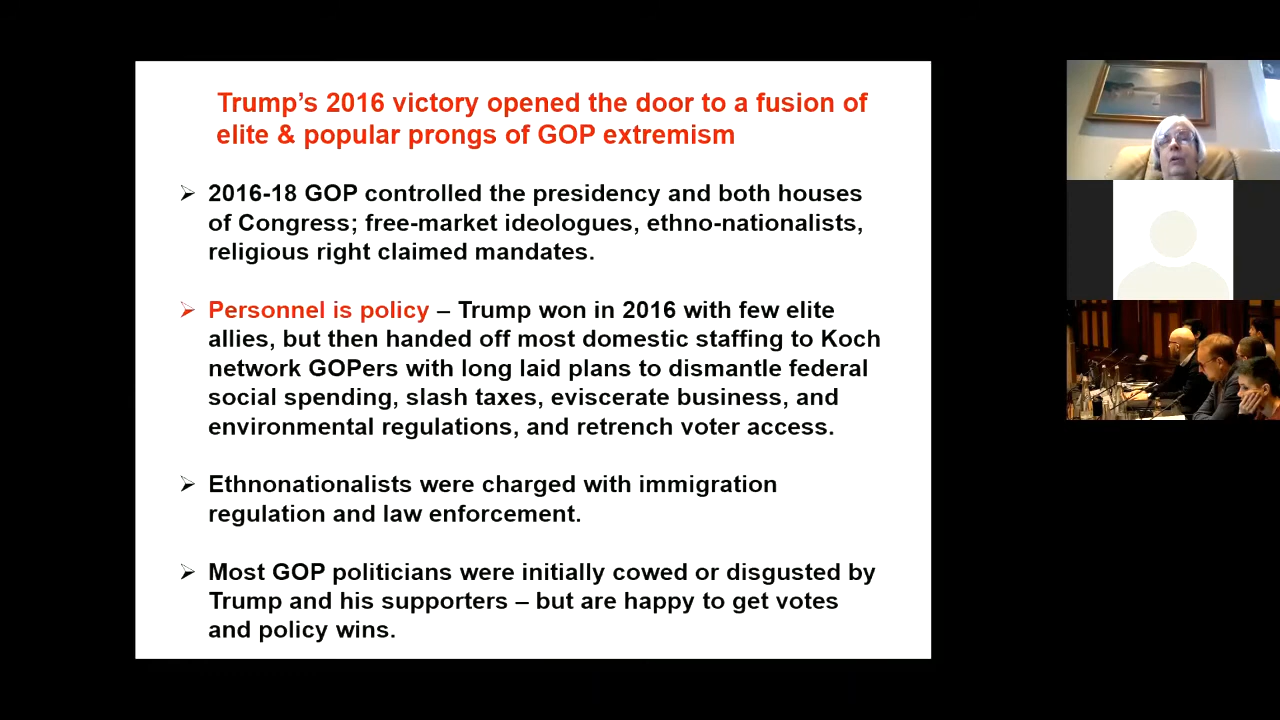 Trump’s 2016 victory opened the door to a fusion of
elite & popular prongs of GOP extremism
➢ 2016-18 GOP controlled the presidency and both houses
of Congress; free-market ideologues, ethno-nationalists,
religious right claimed mandates.
➢ Personnel is policy – Trump won in 2016 with few elite
allies, but then handed off most domestic staffing to Koch
network GOPers with long laid plans to dismantle federal
social spending, slash taxes, eviscerate business, and
environmental regulations, and retrench voter access.
➢ Ethnonationalists were charged with immigration
regulation and law enforcement.
➢ Most GOP politicians were initially cowed or disgusted by
Trump and his supporters – but are happy to get votes
and policy wins.